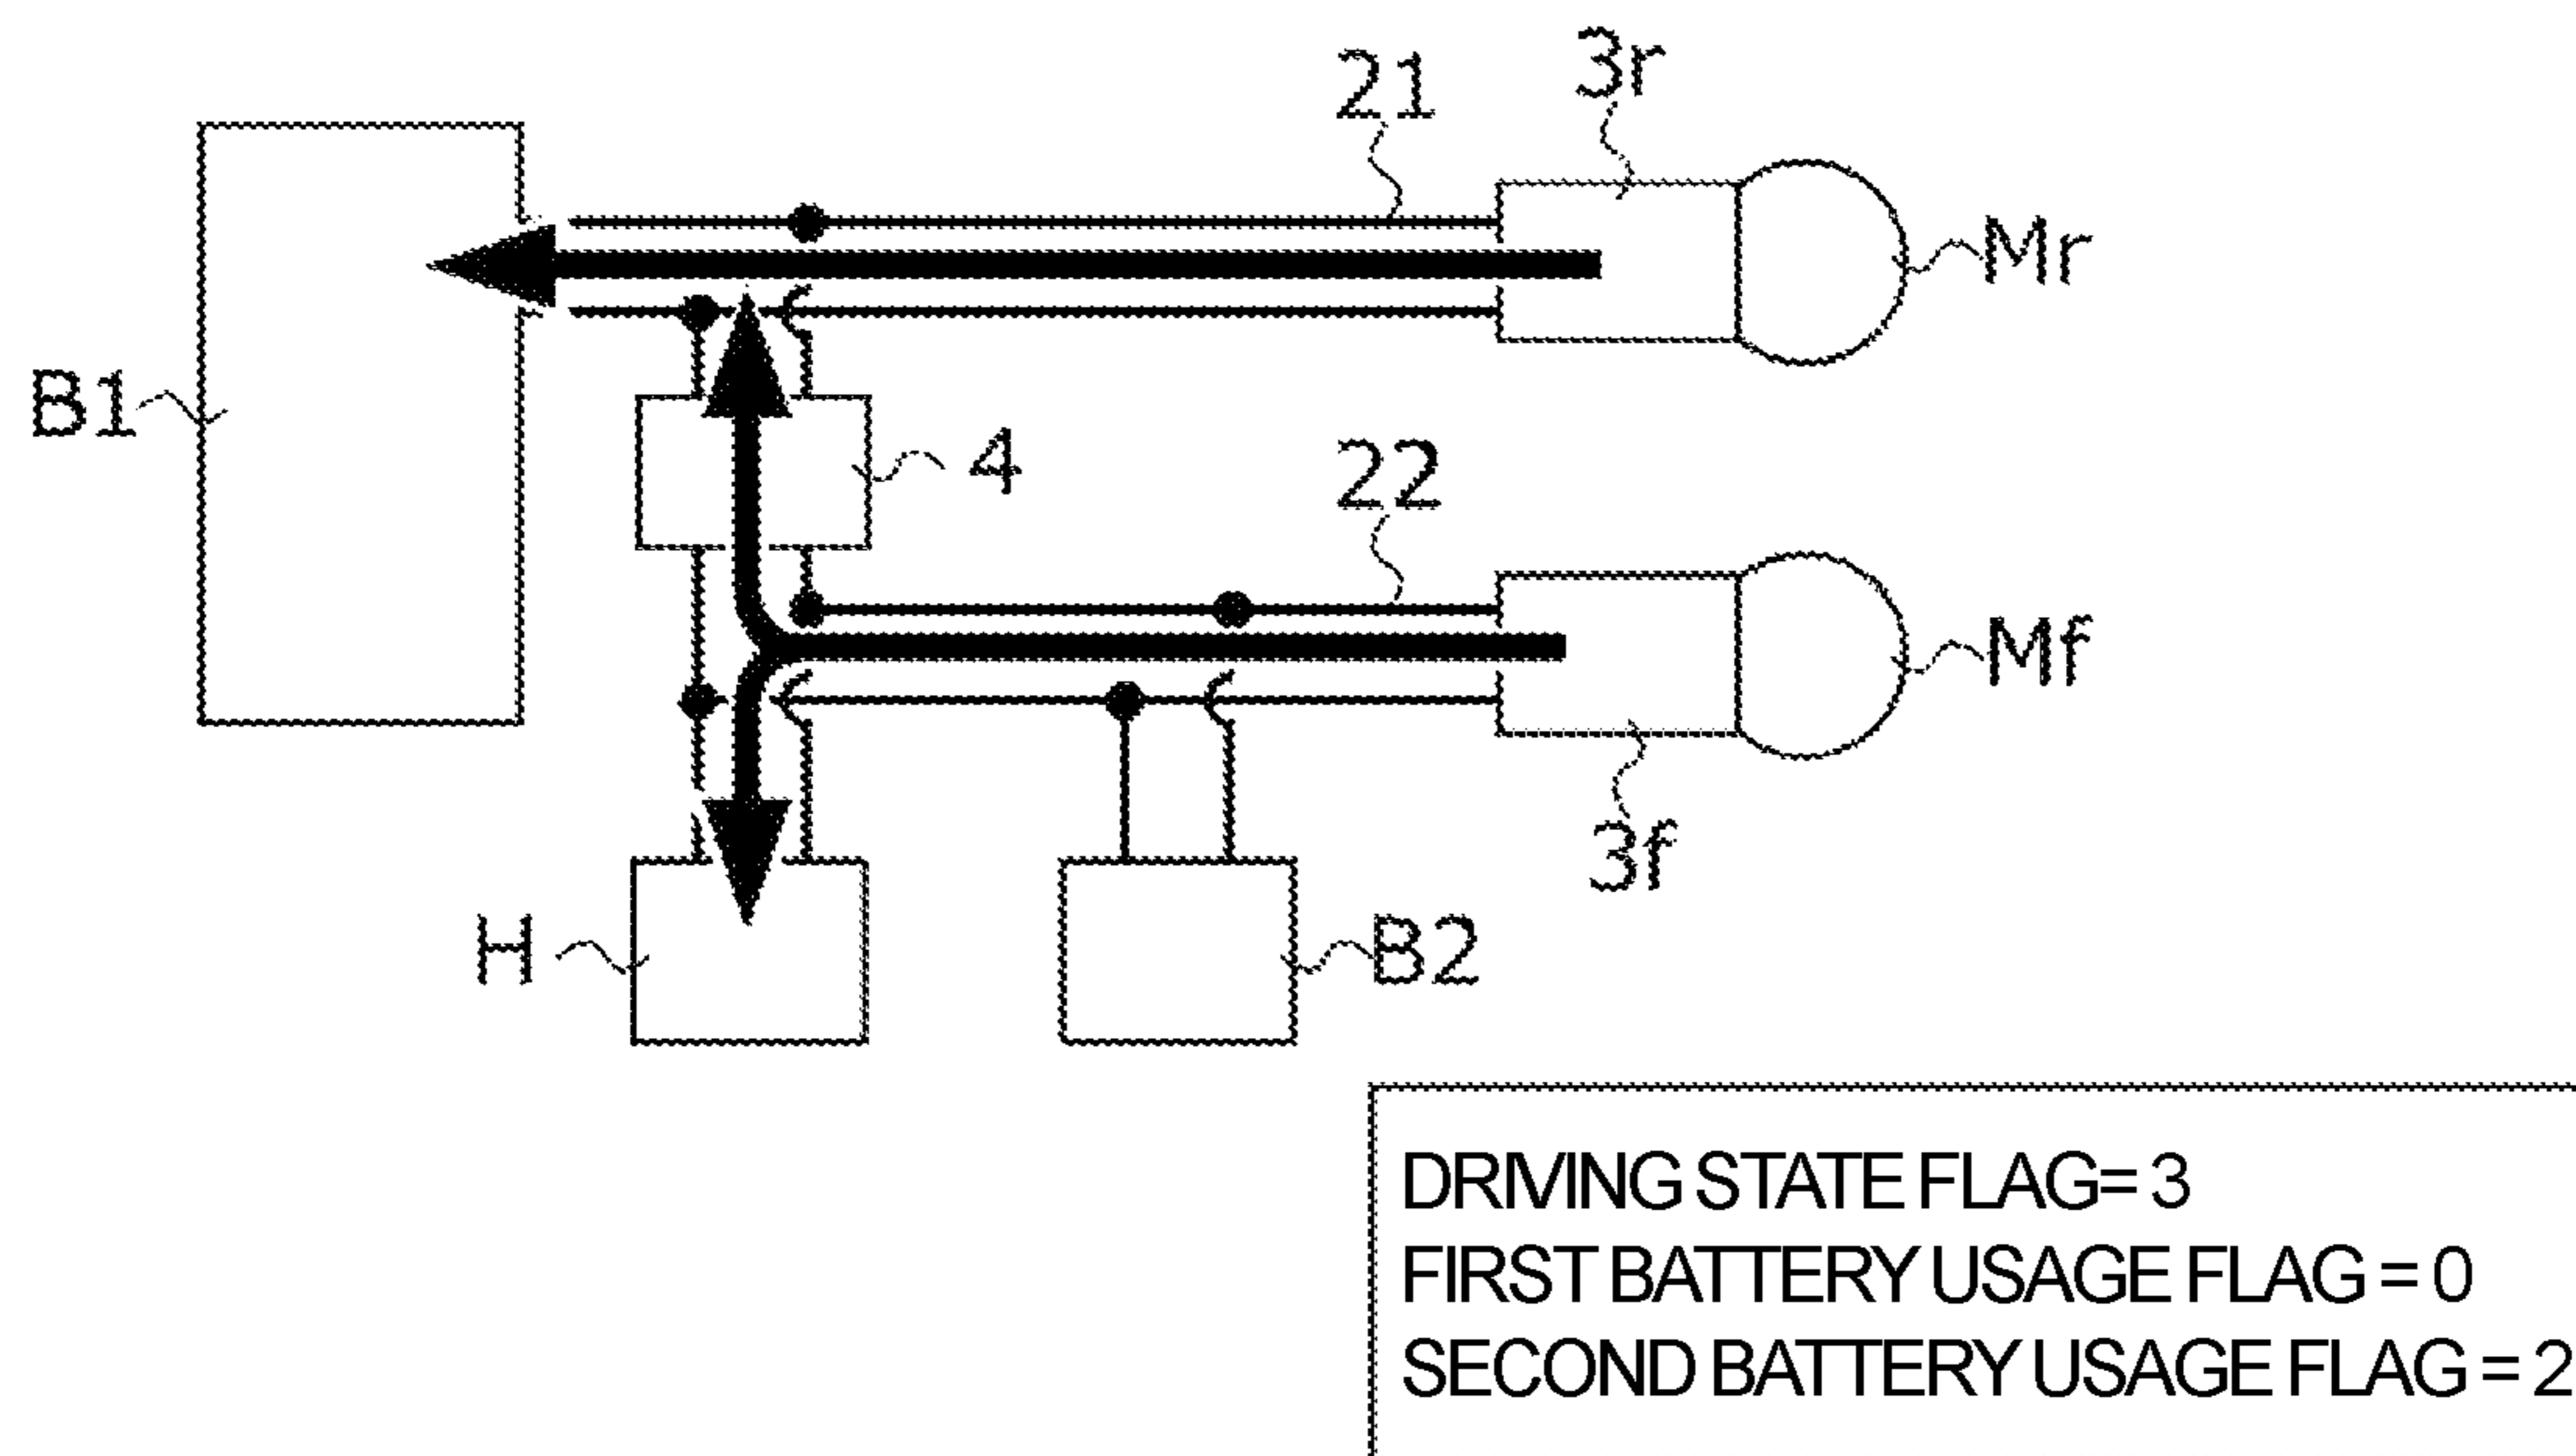 21
3r
Mr
B1
4
22
Mf
3f
H
B2
DRIVING STATE FLAG= 3
FIRST BATTERY USAGE FLAG = 0
SECOND BATTERY USAGE FLAG = 2